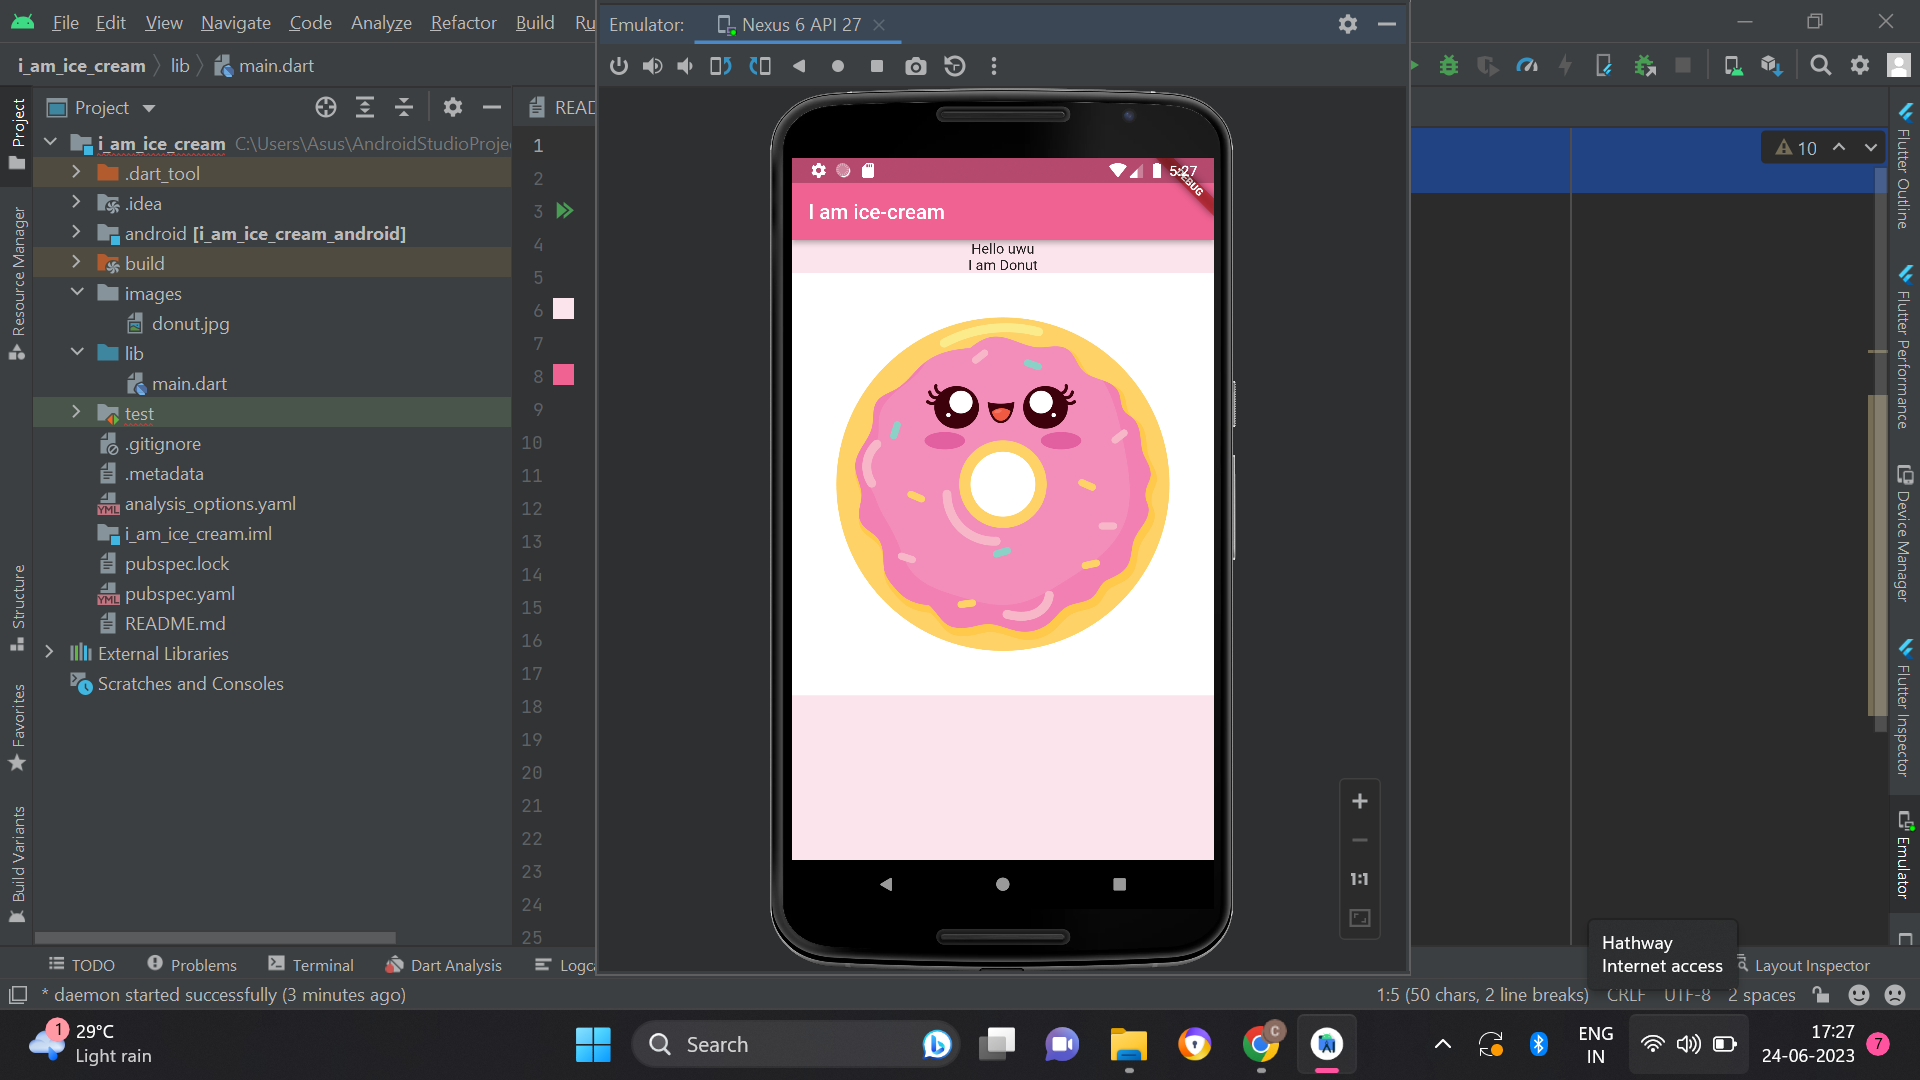 File Edit View Navigate Code Analyze Refactor Build Ru
Emulator: Nexus 6 API 27
i_am_ice_cream lib main.dart
Project
READ
i_am_ice_cream C:\Users\Asus\AndroidStudioProje
.dart_tool
.idea
android [i_am_ice_cream_android]
build
images
donut.jpg
lib
main.dart
test
.gitignore
.metadata
analysis_options.yaml
i_am_ice_cream.iml
pubspec.lock
pubspec.yaml
README.md
External Libraries
Scratches and Consoles
Project
Resource Manager
Structure
Favorites
Build Variants
1
2
3
4
5
6
7
8
9
10
11
12
13
14
15
16
17
18
19
20
21
22
23
24
25
5:27
DEBUG
I am ice-cream
Hello uwu
I am Donut
1:1
10
Flutter Outline
Flutter Performance
Device Manager
Flutter Inspector
Emulator
Hathway
Internet access
TODO Problems Terminal Dart Analysis Logca
Layout Inspector
* daemon started successfully (3 minutes ago)
1:5 (50 chars, 2 line breaks) CRLF UTF-8 2 spaces
1
29°C
Light rain
Search
C
ENG
IN
17:27
24-06-2023
7